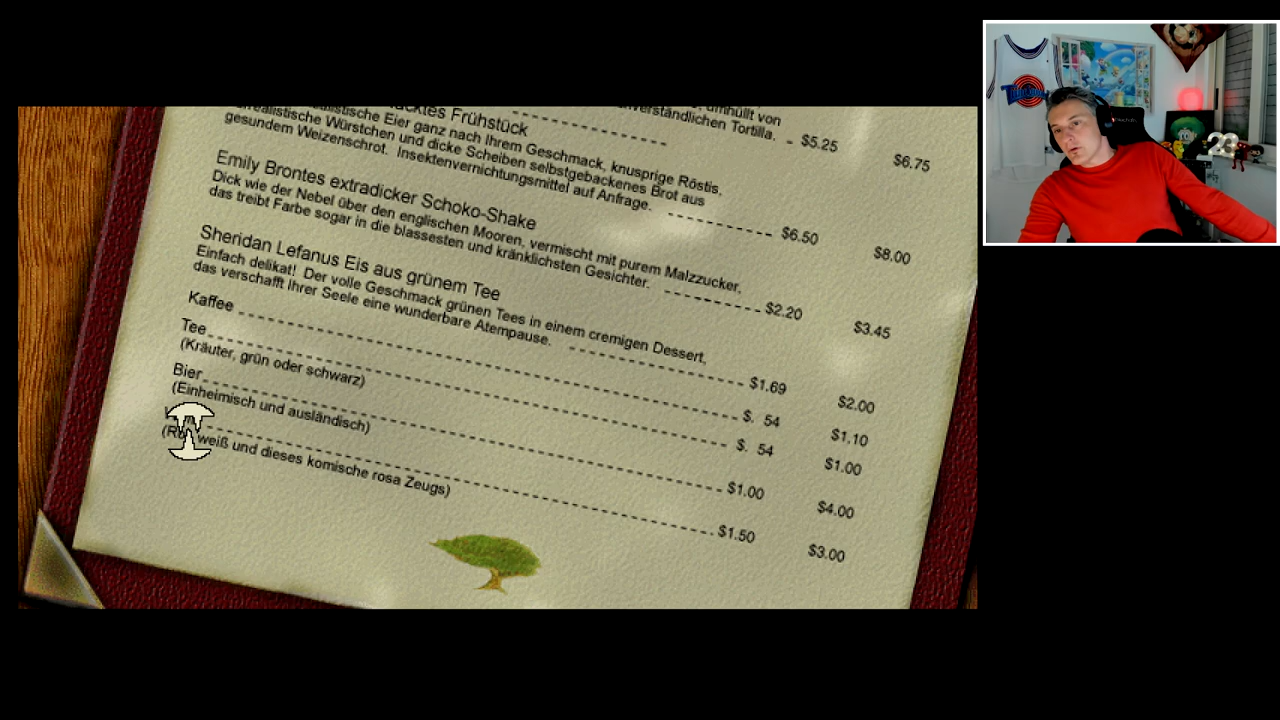 umhüllt von
nverständlichen Tortilla. - $5.25 $6.75
cktes Frühstück
alistische Eier ganz nach Ihrem Geschmack, knusprige Röstis,
rrealistische Würstchen und dicke Scheiben selbstgebackenes Brot aus
gesundem Weizenschrot. Insektenvernichtungsmittel auf Anfrage. $6.50 $8.00
Emily Brontes extradicker Schoko-Shake
Dick wie der Nebel über den englischen Mooren, vermischt mit purem Malzzucker,
das treibt Farbe sogar in die blassesten und kränklichsten Gesichter. $2.20 $3.45
Sheridan Lefanus Eis aus grünem Tee
Einfach delikat! Der volle Geschmack grünen Tees in einem cremigen Dessert,
das verschafft Ihrer Seele eine wunderbare Atempause. $1.69 $2.00
Kaffee $. 54 $1.10
Tee $. 54 $1.00
(Kräuter, grün oder schwarz)
Bier $1.00 $4.00
(Einheimisch und ausländisch)
$1.50 $3.00
weiß und dieses komische rosa Zeugs)
23